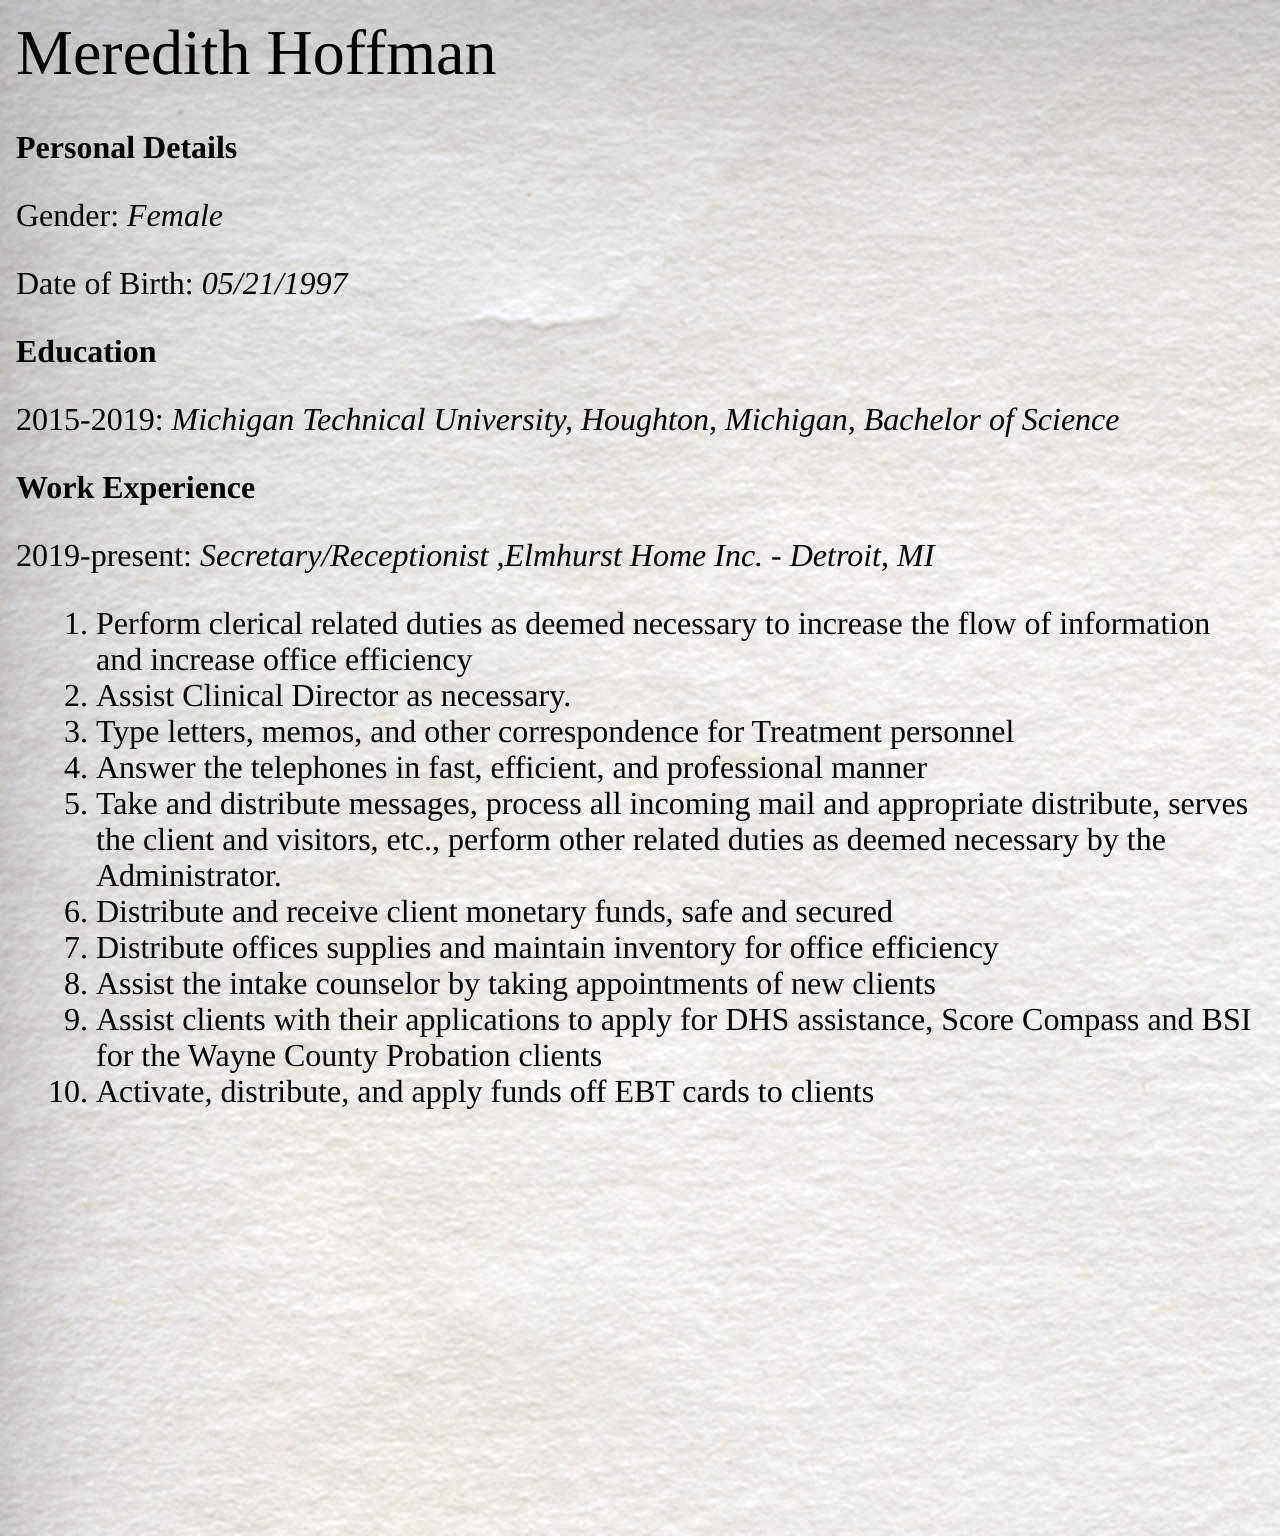 Meredith Hoffman
Personal Details
Gender: Female
Date of Birth: 05/21/1997
Education
2015-2019: Michigan Technical University, Houghton, Michigan, Bachelor of Science
Work Experience
2019-present: Secretary/Receptionist ,Elmhurst Home Inc. - Detroit, MI
1. Perform clerical related duties as deemed necessary to increase the flow of information
and increase office efficiency
2. Assist Clinical Director as necessary.
3. Type letters, memos, and other correspondence for Treatment personnel
4. Answer the telephones in fast, efficient, and professional manner
5. Take and distribute messages, process all incoming mail and appropriate distribute, serves
the client and visitors, etc., perform other related duties as deemed necessary by the
Administrator.
6. Distribute and receive client monetary funds, safe and secured
7. Distribute offices supplies and maintain inventory for office efficiency
8. Assist the intake counselor by taking appointments of new clients
9. Assist clients with their applications to apply for DHS assistance, Score Compass and BSI
for the Wayne County Probation clients
10. Activate, distribute, and apply funds off EBT cards to clients